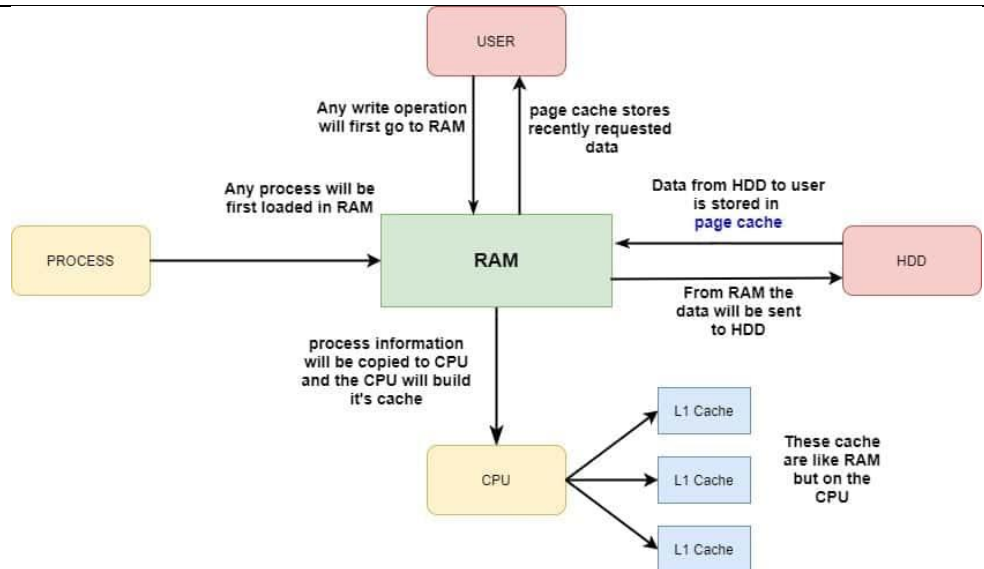 USER
Any write operation
will first go to RAM
page cache stores
recently requested
data
Any process will be
first loaded in RAM
Data from HDD to user
is stored in
page cache
PROCESS
RAM
HDD
From RAM the
data will be sent
to HDD
process information
will be copied to CPU
and the CPU will build
it's cache
L1 Cache
CPU
L1 Cache
L1 Cache
These cache
are like RAM
but on the
CPU